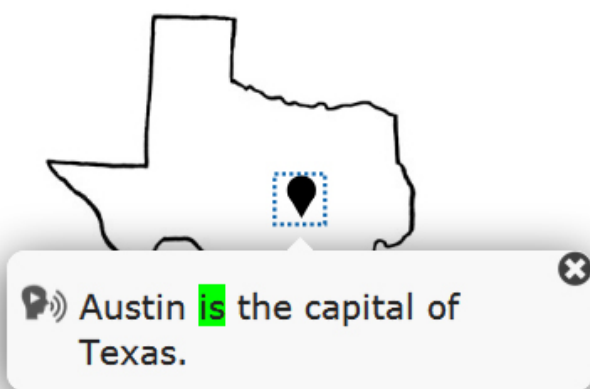 Austin is the capital of
Texas.